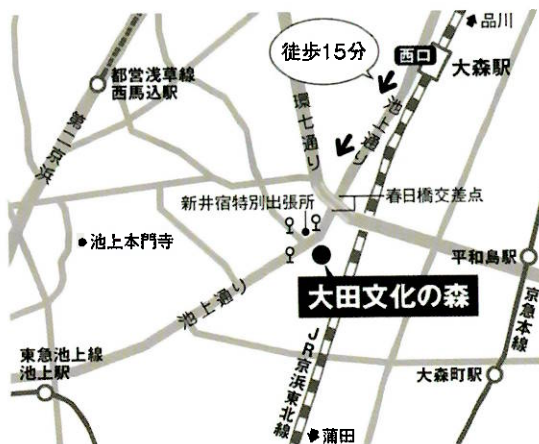 品川
西口
大森駅
徒歩15分
都営浅草線
西馬込駅
第二京浜
環七通り
池上通り
新井宿特別出張所
春日橋交差点
池上本門寺
平和島駅
大田文化の森
池上通り
京急本線
東急池上線
池上駅
JR京浜東北線
大森町駅
蒲田